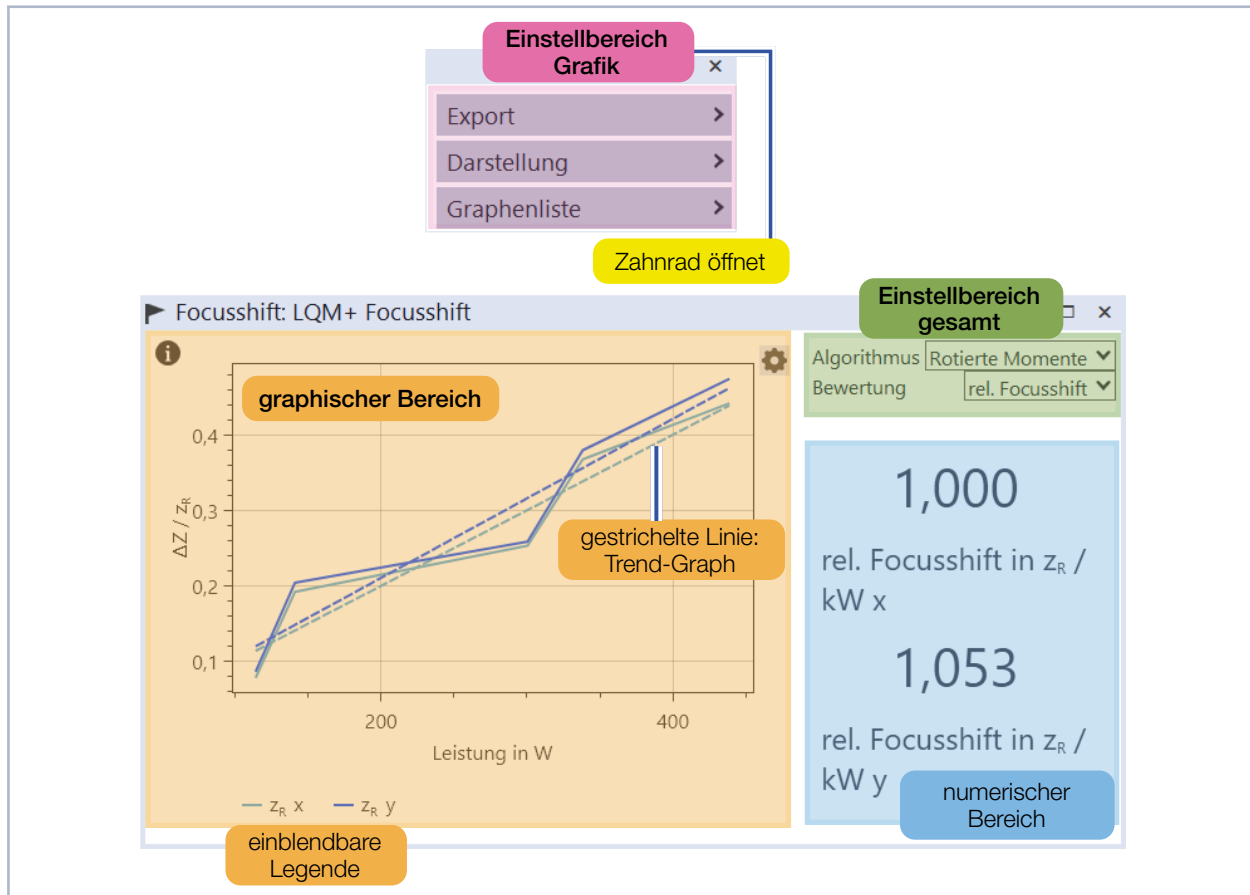 Einstellbereich
Grafik
Export
Darstellung
Graphenliste
Zahnrad öffnet
Focusshift: LQM+ Focusshift
Einstellbereich
gesamt
graphischer Bereich
0,4
0,3
0,2
0,1
ΔZ / zR
200
400
Leistung in W
gestrichelte Linie:
Trend-Graph
zR x
zR y
einblendbare
Legende
Algorithmus Rotierte Momente
Bewertung rel. Focusshift
1,000
rel. Focusshift in zR /
kW x
1,053
rel. Focusshift in zR /
kW y
numerischer
Bereich